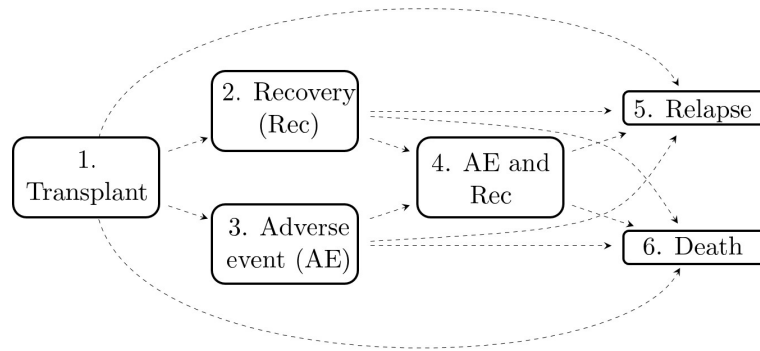 1.
Transplant
2. Recovery
(Rec)
3. Adverse
event (AE)
4. AE and
Rec
5. Relapse
6. Death